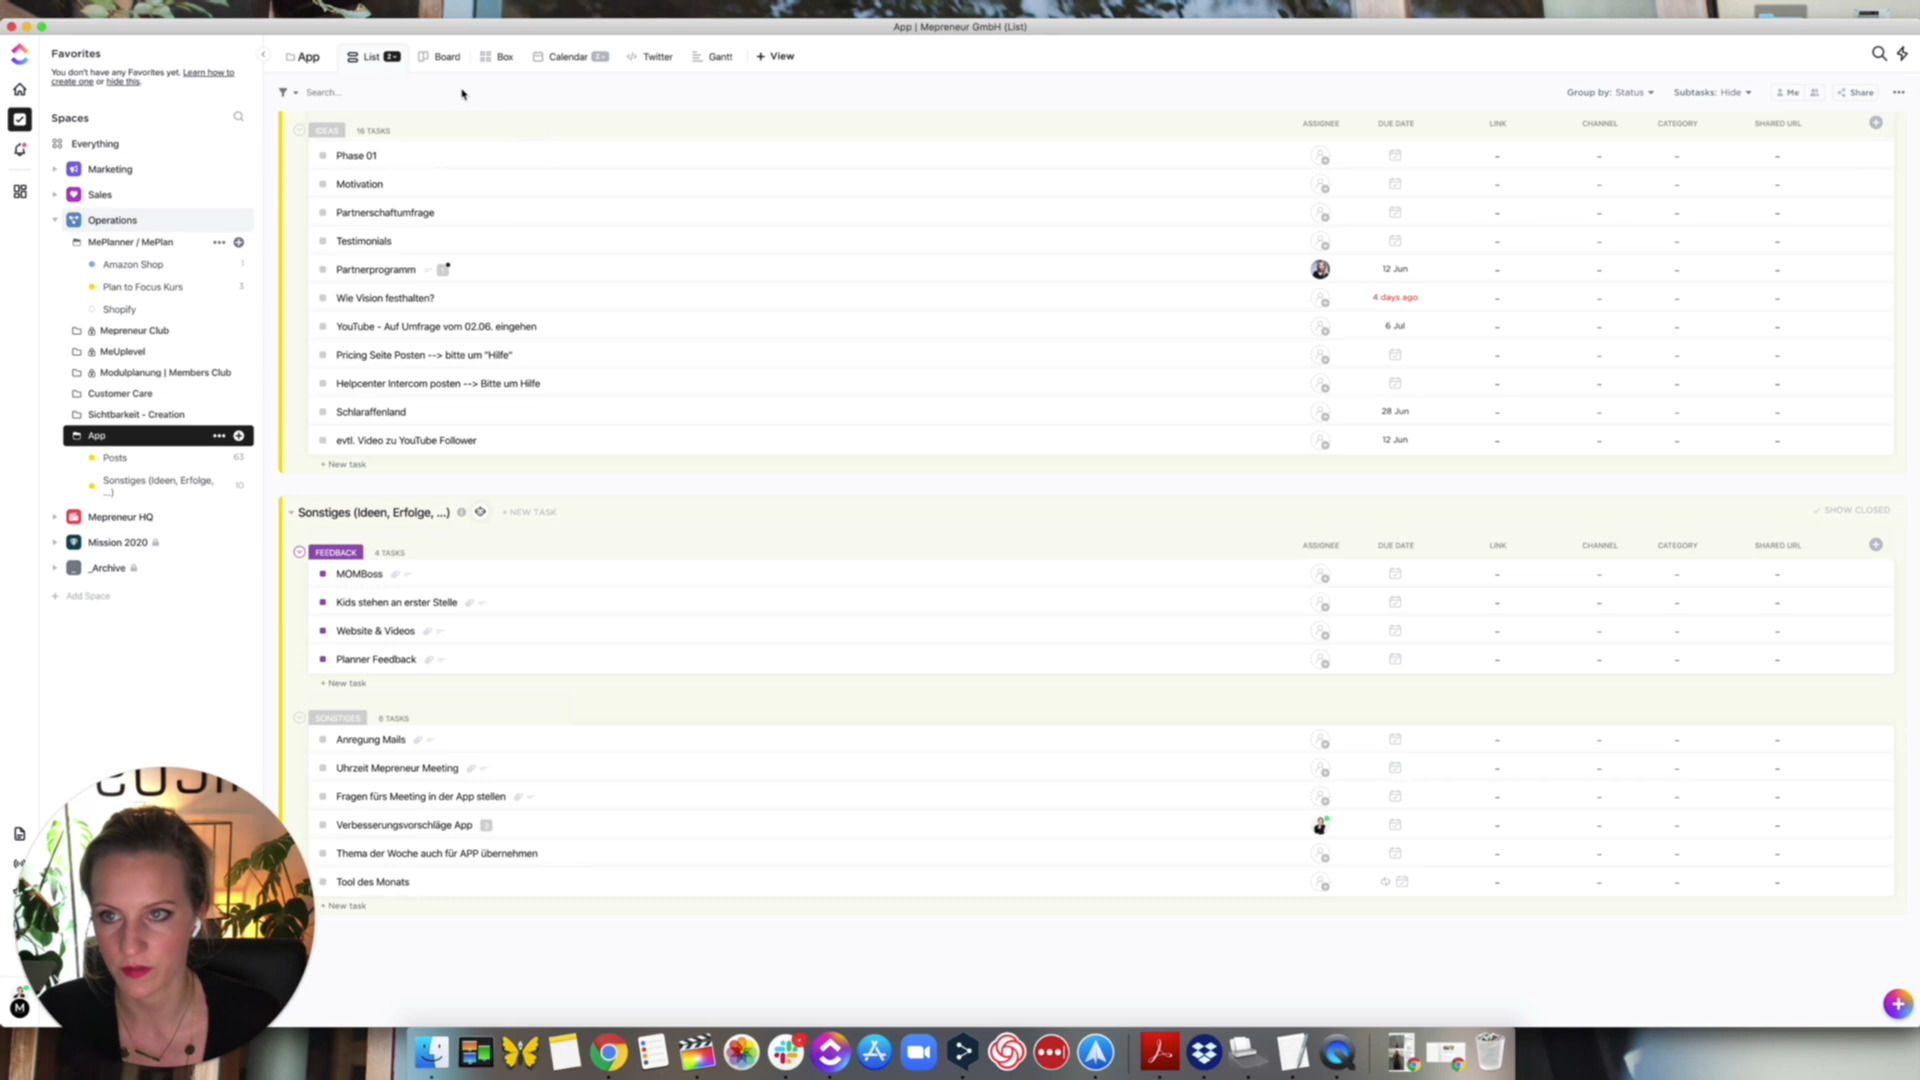 App | Mepreneur GmbH (List)
Favorites
You don't have any Favorites yet. Learn how to
create one or hide this.
Spaces
Everything
Marketing
Sales
Operations
MePlanner / MePlan
Amazon Shop 1
Plan to Focus Kurs 3
Shopify
Mepreneur Club
MeUplevel
Modulplanung | Members Club
Customer Care
Sichtbarkeit - Creation
App
Posts 63
Sonstiges (Ideen, Erfolge, 10
...)
Mepreneur HQ
Mission 2020
_Archive
+ Add Space
App List Board Box Calendar Twitter Gantt + View
Search... Group by: Status Subtasks: Hide Me Share
IDEAS 16 TASKS ASSIGNEE DUE DATE LINK CHANNEL CATEGORY SHARED URL
Phase 01 - - - -
Motivation - - - -
Partnerschaftumfrage - - - -
Testimonials - - - -
Partnerprogramm 12 Jun - - - -
Wie Vision festhalten? 4 days ago - - - -
YouTube - Auf Umfrage vom 02.06. eingehen 6 Jul - - - -
Pricing Seite Posten --> bitte um "Hilfe" - - - -
Helpcenter Intercom posten --> Bitte um Hilfe - - - -
Schlaraffenland 28 Jun - - - -
evtl. Video zu YouTube Follower 12 Jun - - - -
+ New task
Sonstiges (Ideen, Erfolge, ...) + NEW TASK SHOW CLOSED
FEEDBACK 4 TASKS ASSIGNEE DUE DATE LINK CHANNEL CATEGORY SHARED URL
MOMBoss - - - -
Kids stehen an erster Stelle - - - -
Website & Videos - - - -
Planner Feedback - - - -
+ New task
SONSTIGES 6 TASKS
Anregung Mails - - - -
Uhrzeit Mepreneur Meeting - - - -
Fragen fürs Meeting in der App stellen - - - -
Verbesserungsvorschläge App - - - -
Thema der Woche auch für APP übernehmen - - - -
Tool des Monats - - - -
+ New task
M